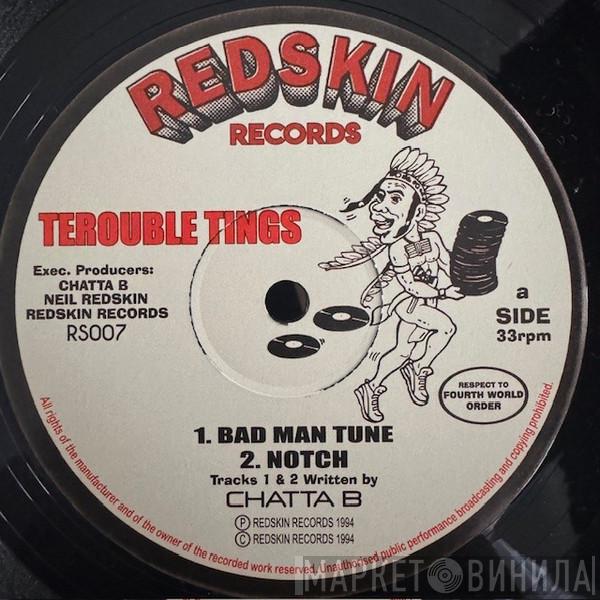 REDSKIN
RECORDS
TEROUBLE TINGS
Exec. Producers:
CHATTA B
NEIL REDSKIN
REDSKIN RECORDS
RS007
a
SIDE
33rpm
RESPECT TO
FOURTH WORLD
ORDER
1. BAD MAN TUNE
2. NOTCH
Tracks 1 & 2 Written by
CHATTA B
Ⓟ REDSKIN RECORDS 1994
© REDSKIN RECORDS 1994
All rights of the manufacturer and of the owner of the recorded work reserved. Unauthorised public performance broadcasting and copying prohibited.
МАРКЕТ ВИНИЛА